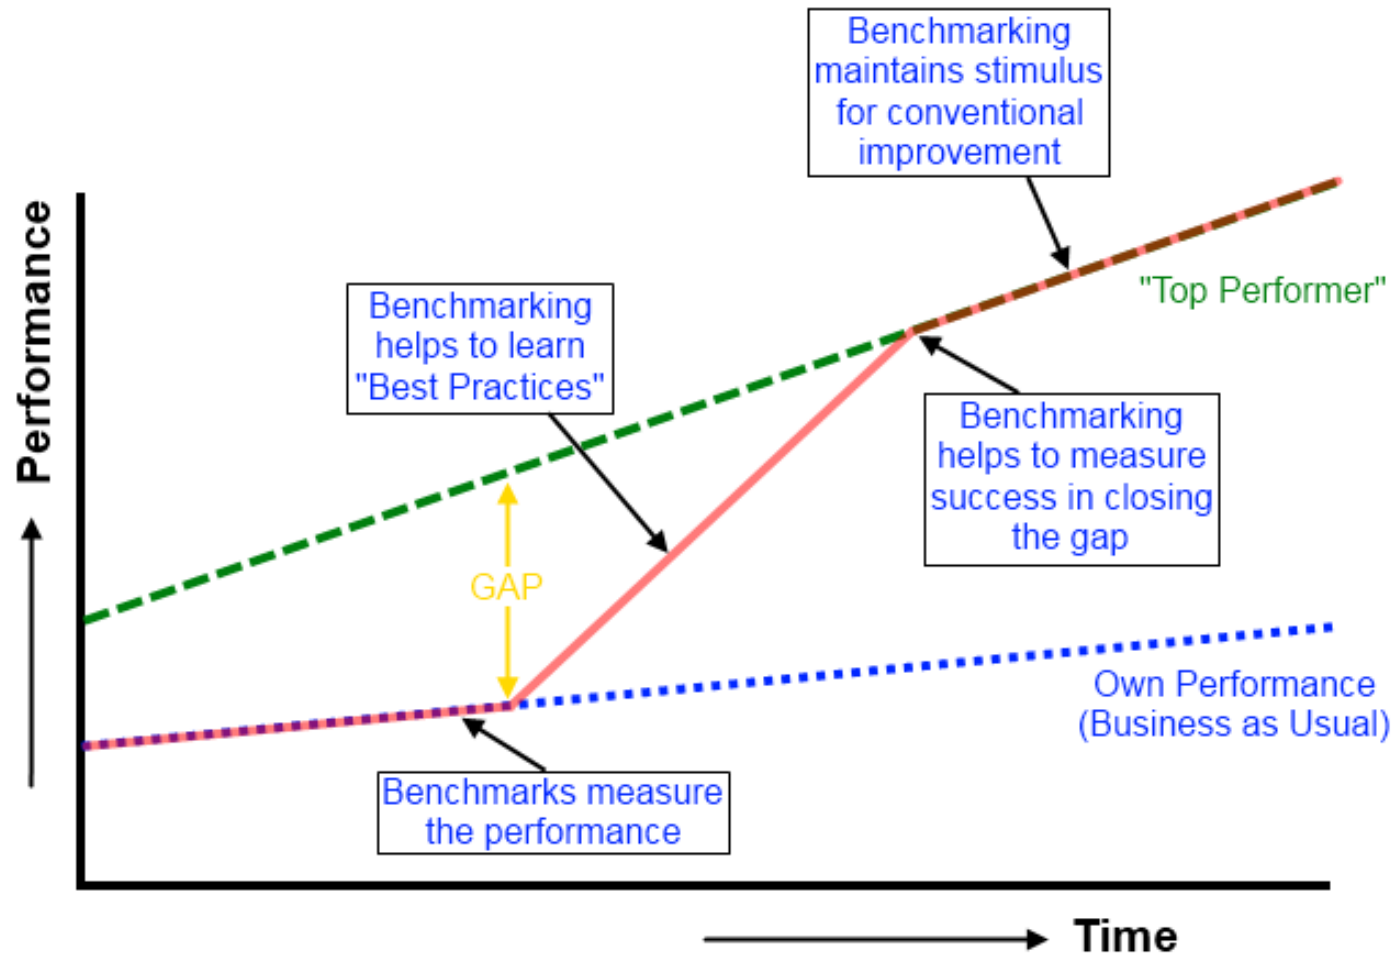 Benchmarking
maintains stimulus
for conventional
improvement
Performance
"Top Performer"
Benchmarking
helps to learn
"Best Practices"
Benchmarking
helps to measure
success in closing
the gap
GAP
Own Performance
(Business as Usual)
Benchmarks measure
the performance
Time